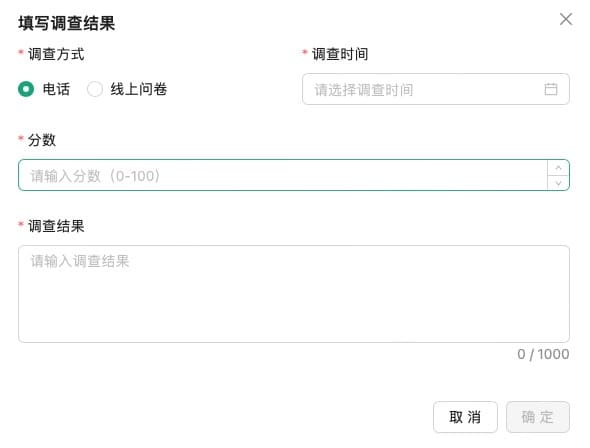 填写调查结果
* 调查方式
* 调查时间
电话 线上问卷
请选择调查时间
* 分数
请输入分数（0-100）
* 调查结果
请输入调查结果
0 / 1000
取 消 确 定